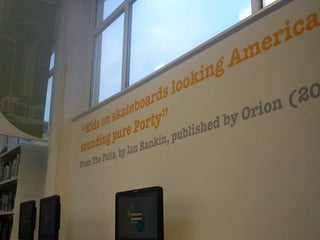 “Kids on skateboards looking America
sounding pure Porty”
From The Falls, by Ian Rankin, published by Orion (20